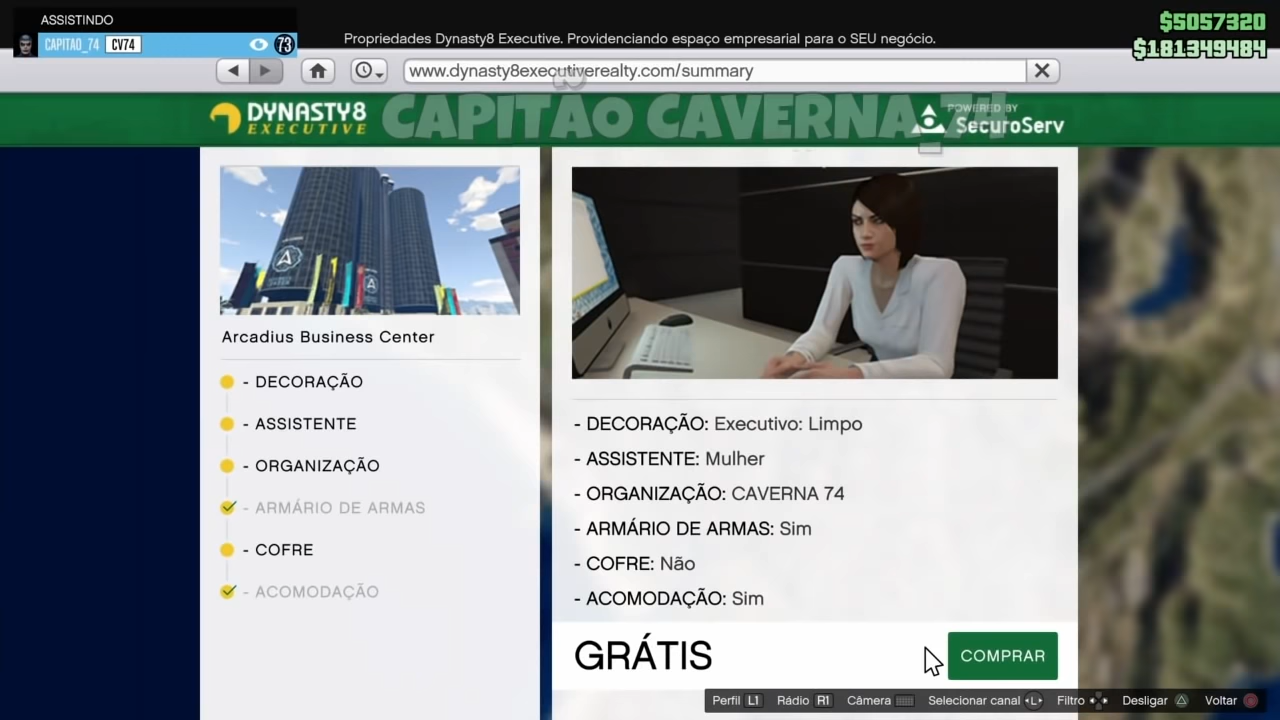 ASSISTINDO
CAPITAO_74 CV74 73
Propriedades Dynasty8 Executive. Providenciando espaço empresarial para o SEU negócio.
$5057320
$181349484
www.dynasty8executiverealty.com/summary
DYNASTY8
EXECUTIVE
CAPITÃO CAVERNA_74
POWERED BY
SecuroServ
Arcadius Business Center
- DECORAÇÃO
- ASSISTENTE
- ORGANIZAÇÃO
- ARMÁRIO DE ARMAS
- COFRE
- ACOMODAÇÃO
- DECORAÇÃO: Executivo: Limpo
- ASSISTENTE: Mulher
- ORGANIZAÇÃO: CAVERNA 74
- ARMÁRIO DE ARMAS: Sim
- COFRE: Não
- ACOMODAÇÃO: Sim
GRÁTIS
COMPRAR
Perfil L1 Rádio R1 Câmera Selecionar canal L Filtro Desligar Voltar